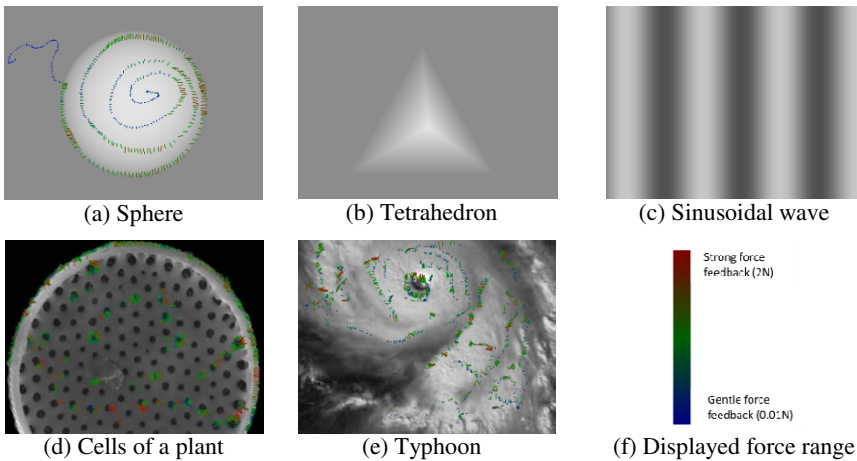 (a) Sphere
(b) Tetrahedron
(c) Sinusoidal wave
Strong force
feedback (2N)
Gentle force
feedback (0.01N)
(d) Cells of a plant
(e) Typhoon
(f) Displayed force range